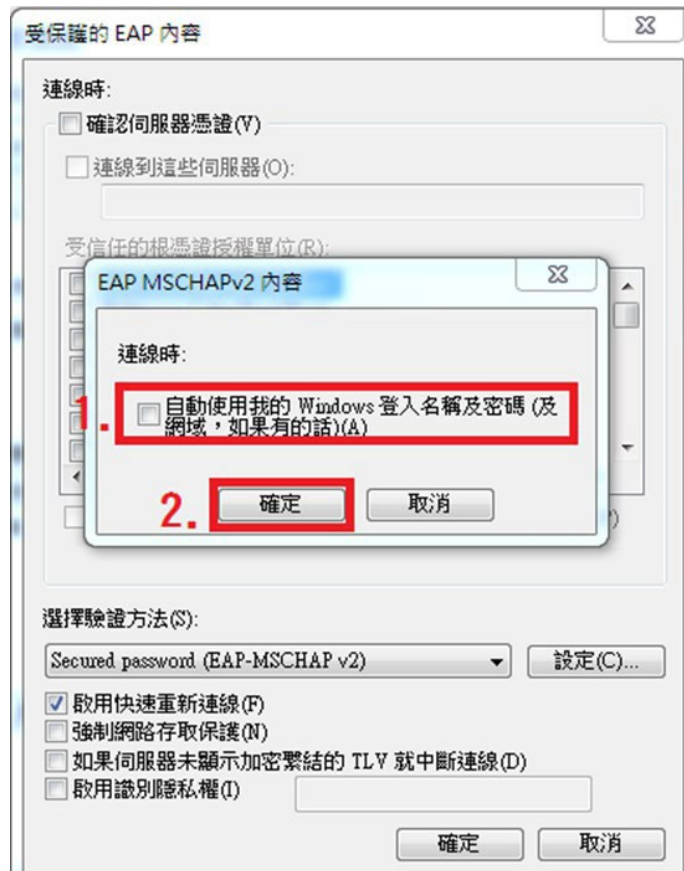 受保護的 EAP 內容
連線時:
確認伺服器憑證(V)
連線到這些伺服器(O):
受信任的根憑證授權單位(R):
EAP MSCHAPv2 內容
連線時:
1.
自動使用我的 Windows 登入名稱及密碼 (及
網域，如果有的話)(A)
2.
確定
取消
選擇驗證方法(S):
Secured password (EAP-MSCHAP v2)
設定(C)...
啟用快速重新連線(F)
強制網路存取保護(N)
如果伺服器未顯示加密繫結的 TLV 就中斷連線(D)
啟用識別隱私權(I)
確定
取消